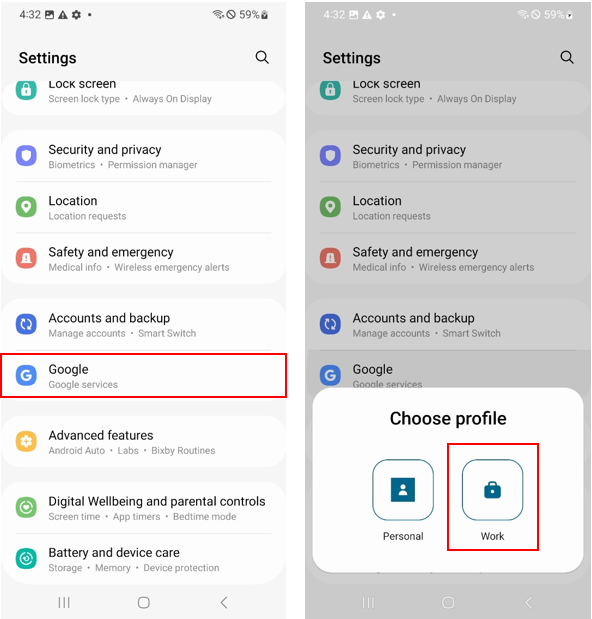 4:32
59%
Settings
Lock screen
Screen lock type • Always On Display
Security and privacy
Biometrics • Permission manager
Location
Location requests
Safety and emergency
Medical info • Wireless emergency alerts
Accounts and backup
Manage accounts • Smart Switch
Google
Google services
Advanced features
Android Auto • Labs • Bixby Routines
Digital Wellbeing and parental controls
Screen time • App timers • Bedtime mode
Battery and device care
Storage • Memory • Device protection
4:32
59%
Settings
Lock screen
Screen lock type • Always On Display
Security and privacy
Biometrics • Permission manager
Location
Location requests
Safety and emergency
Medical info • Wireless emergency alerts
Accounts and backup
Manage accounts • Smart Switch
Google
Google services
Choose profile
Personal
Work